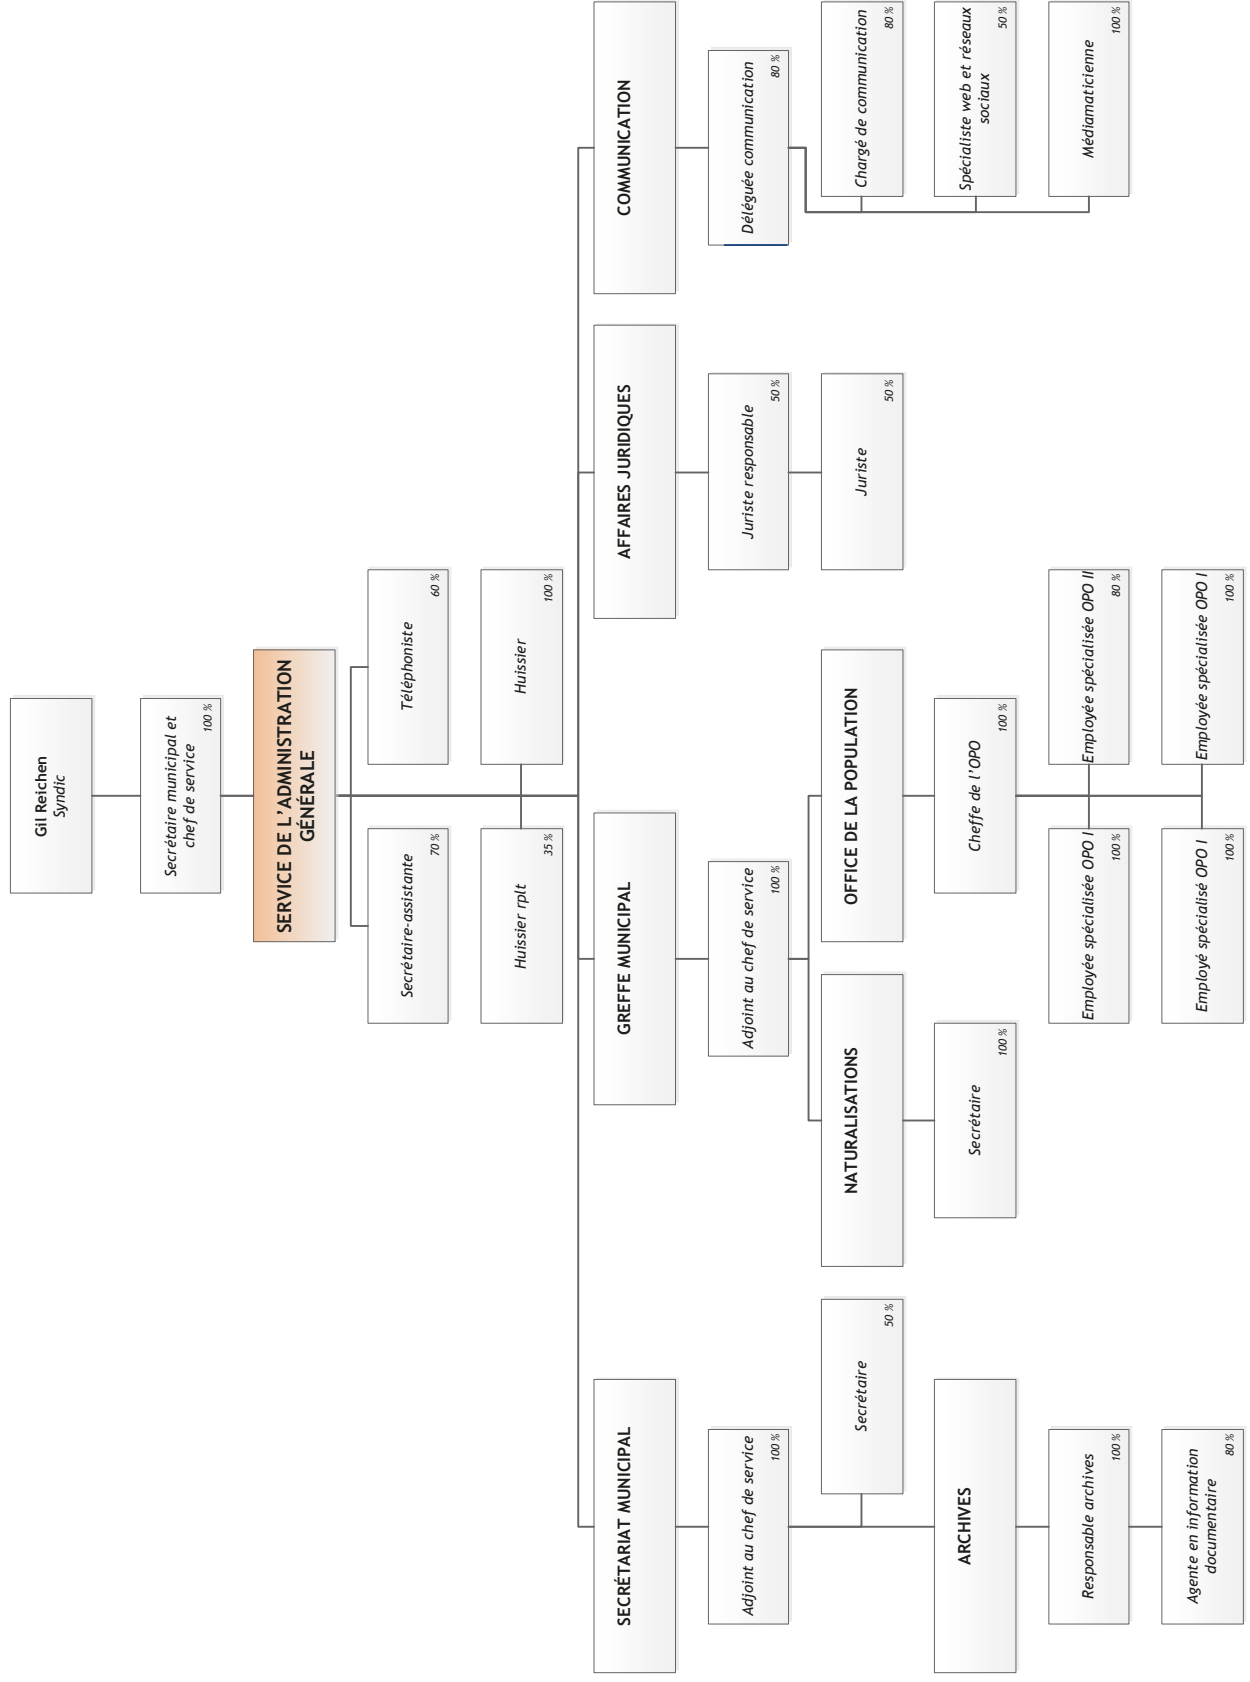 Gil Reichen
Syndic
Secrétaire municipal et
chef de service
100 %
SERVICE DE L'ADMINISTRATION
GÉNÉRALE
Secrétaire-assistante
70 %
Téléphoniste
60 %
Huissier rplt
35 %
Huissier
100 %
SECRÉTARIAT MUNICIPAL
GREFFE MUNICIPAL
AFFAIRES JURIDIQUES
COMMUNICATION
Adjoint au chef de service
100 %
Adjoint au chef de service
100 %
Juriste responsable
50 %
Déléguée communication
80 %
Secrétaire
50 %
NATURALISATIONS
OFFICE DE LA POPULATION
Juriste
50 %
Chargé de communication
80 %
ARCHIVES
Secrétaire
100 %
Cheffe de l'OPO
100 %
Spécialiste web et réseaux
sociaux
50 %
Responsable archives
100 %
Employée spécialisée OPO I
100 %
Employée spécialisée OPO II
80 %
Médiamaticienne
100 %
Agente en information
documentaire
80 %
Employé spécialisé OPO I
100 %
Employée spécialisée OPO I
100 %